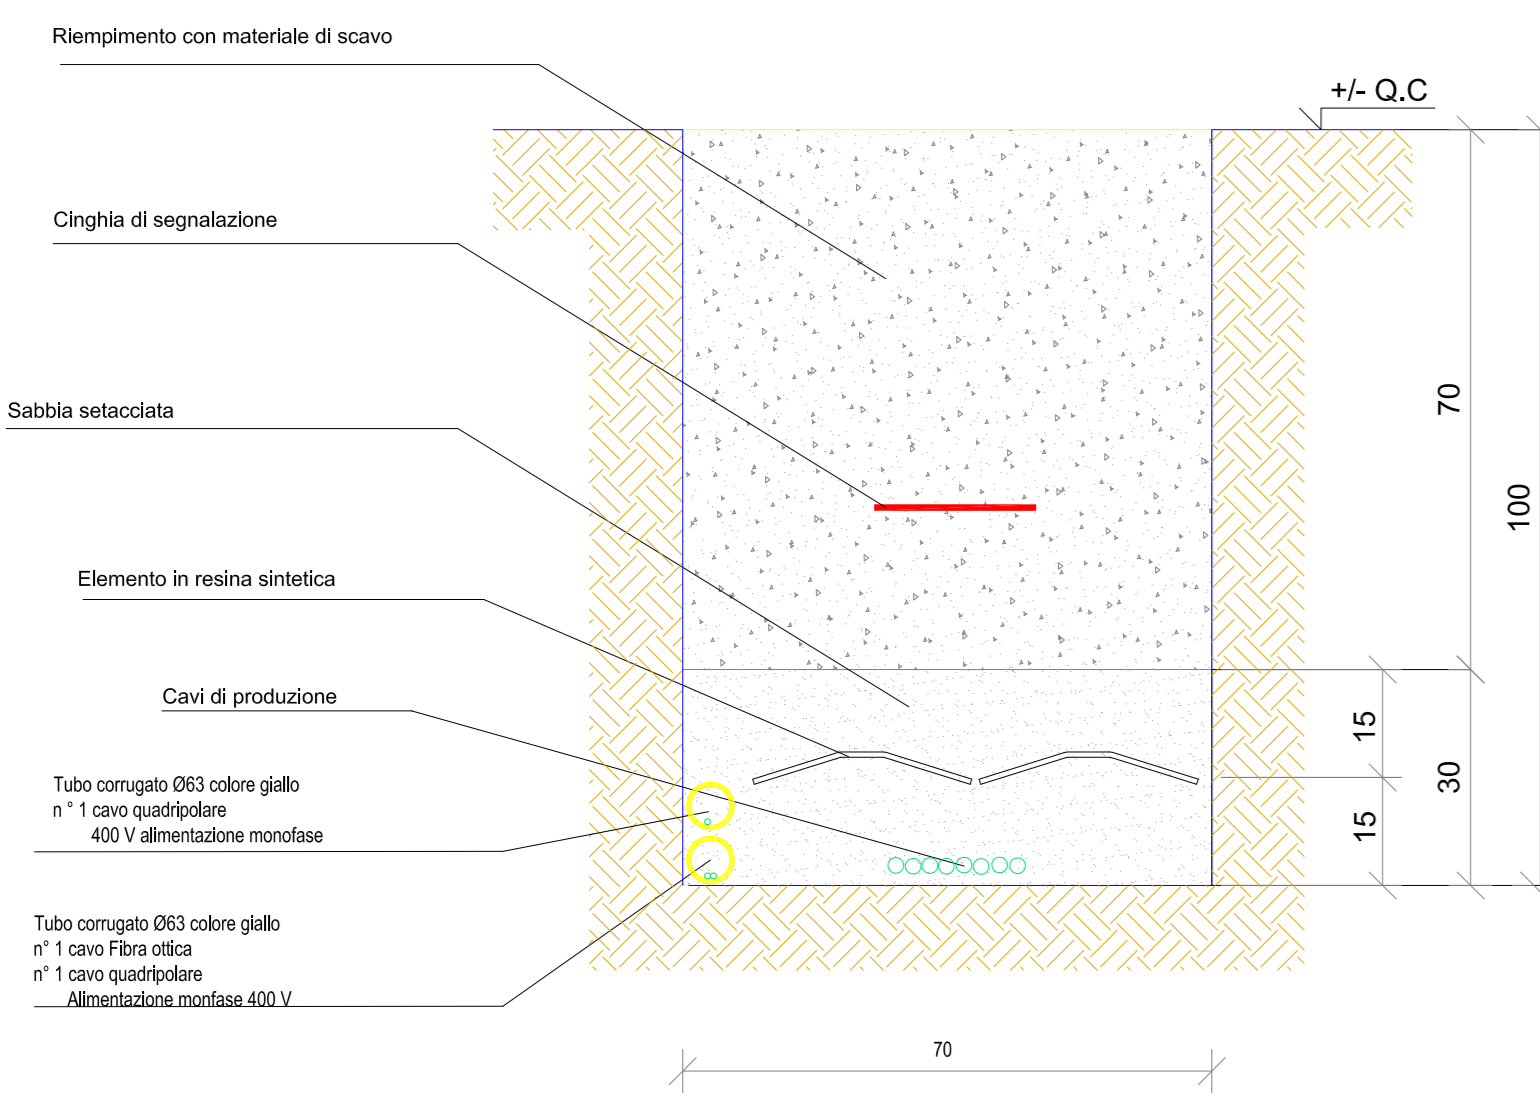 Riempimento con materiale di scavo
+/- Q.C
Cinghia di segnalazione
Sabbia setacciata
Elemento in resina sintetica
Cavi di produzione
Tubo corrugato Ø63 colore giallo
n ° 1 cavo quadripolare
400 V alimentazione monofase
Tubo corrugato Ø63 colore giallo
n° 1 cavo Fibra ottica
n° 1 cavo quadripolare
Alimentazione monfase 400 V
70
100
15
30
15
70